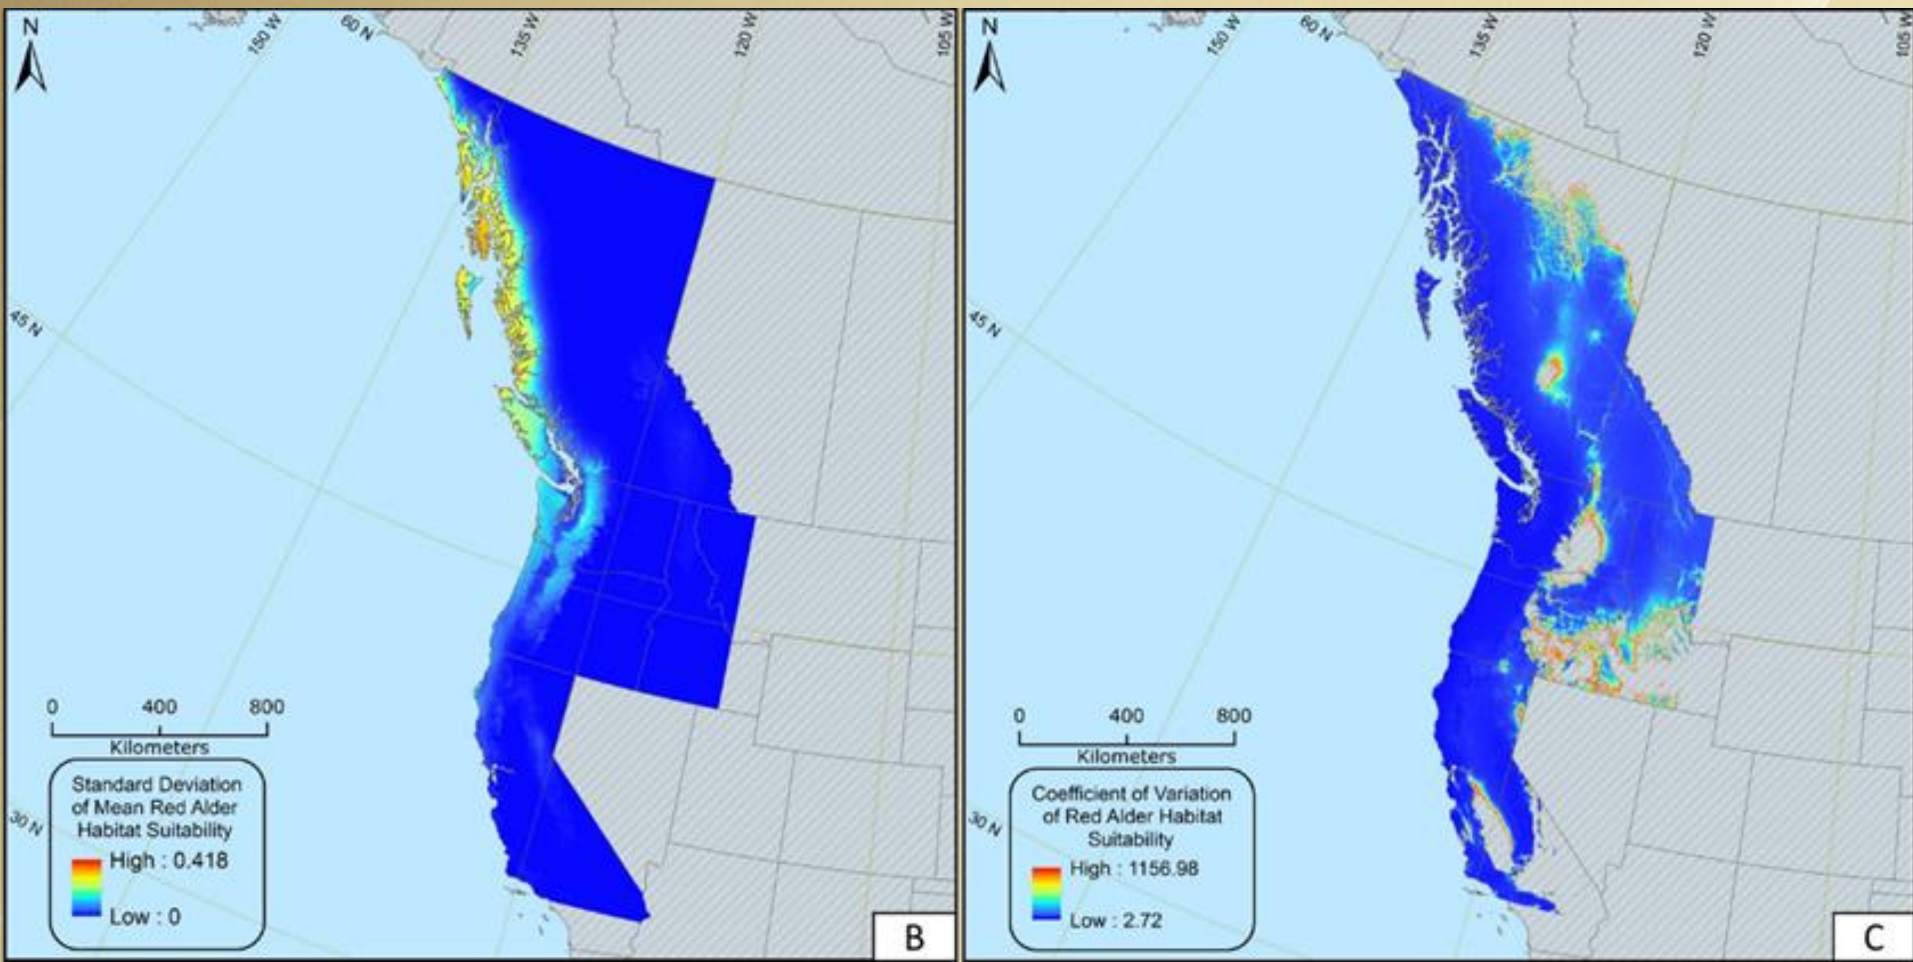 N
150 W
60 N
135 W
120 W
105 W
45 N
30 N
0 400 800
Kilometers
Standard Deviation
of Mean Red Alder
Habitat Suitability
High : 0.418
Low : 0
B
N
150 W
60 N
135 W
120 W
105 W
45 N
30 N
0 400 800
Kilometers
Coefficient of Variation
of Red Alder Habitat
Suitability
High : 1156.98
Low : 2.72
C